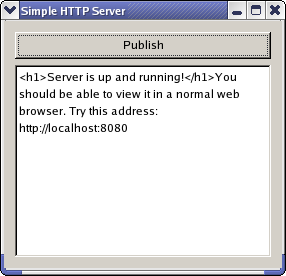 Simple HTTP Server
Publish
<h1>Server is up and running!</h1>You
should be able to view it in a normal web
browser. Try this address:
http://localhost:8080